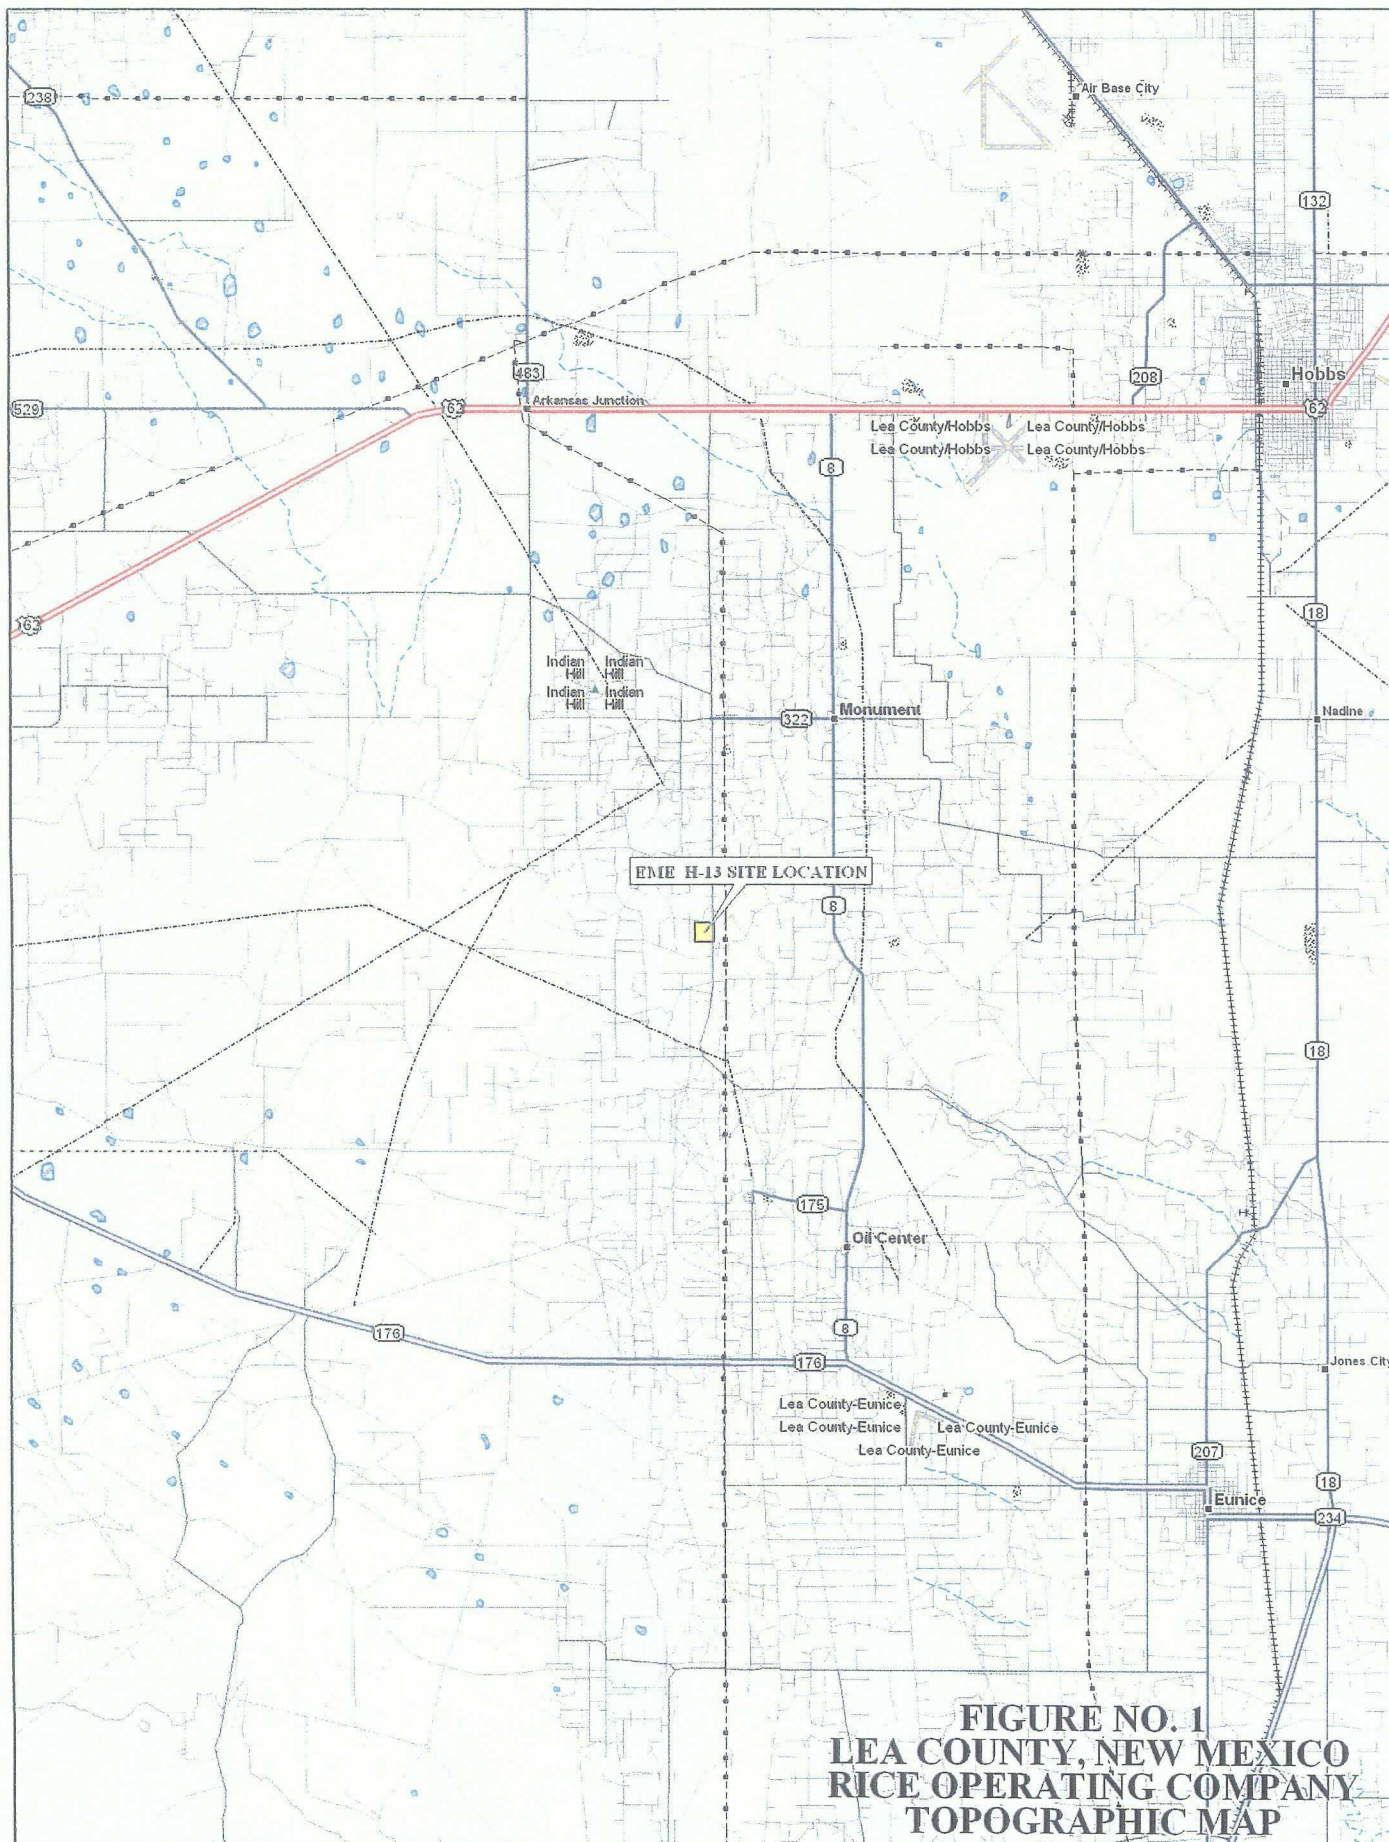 Air Base City
238
132
483
208
Hobbs
529
62
Arkansas Junction
62
Lea County/Hobbs
Lea County/Hobbs
Lea County/Hobbs
Lea County/Hobbs
8
18
Indian Hill
Indian Hill
Indian Hill
Indian Hill
322
Monument
Nadine
EME H-13 SITE LOCATION
8
18
175
Oil Center
8
176
176
Jones City
Lea County-Eunice
Lea County-Eunice
Lea County-Eunice
Lea County-Eunice
207
18
Eunice
234
FIGURE NO. 1
LEA COUNTY, NEW MEXICO
RICE OPERATING COMPANY
TOPOGRAPHIC MAP